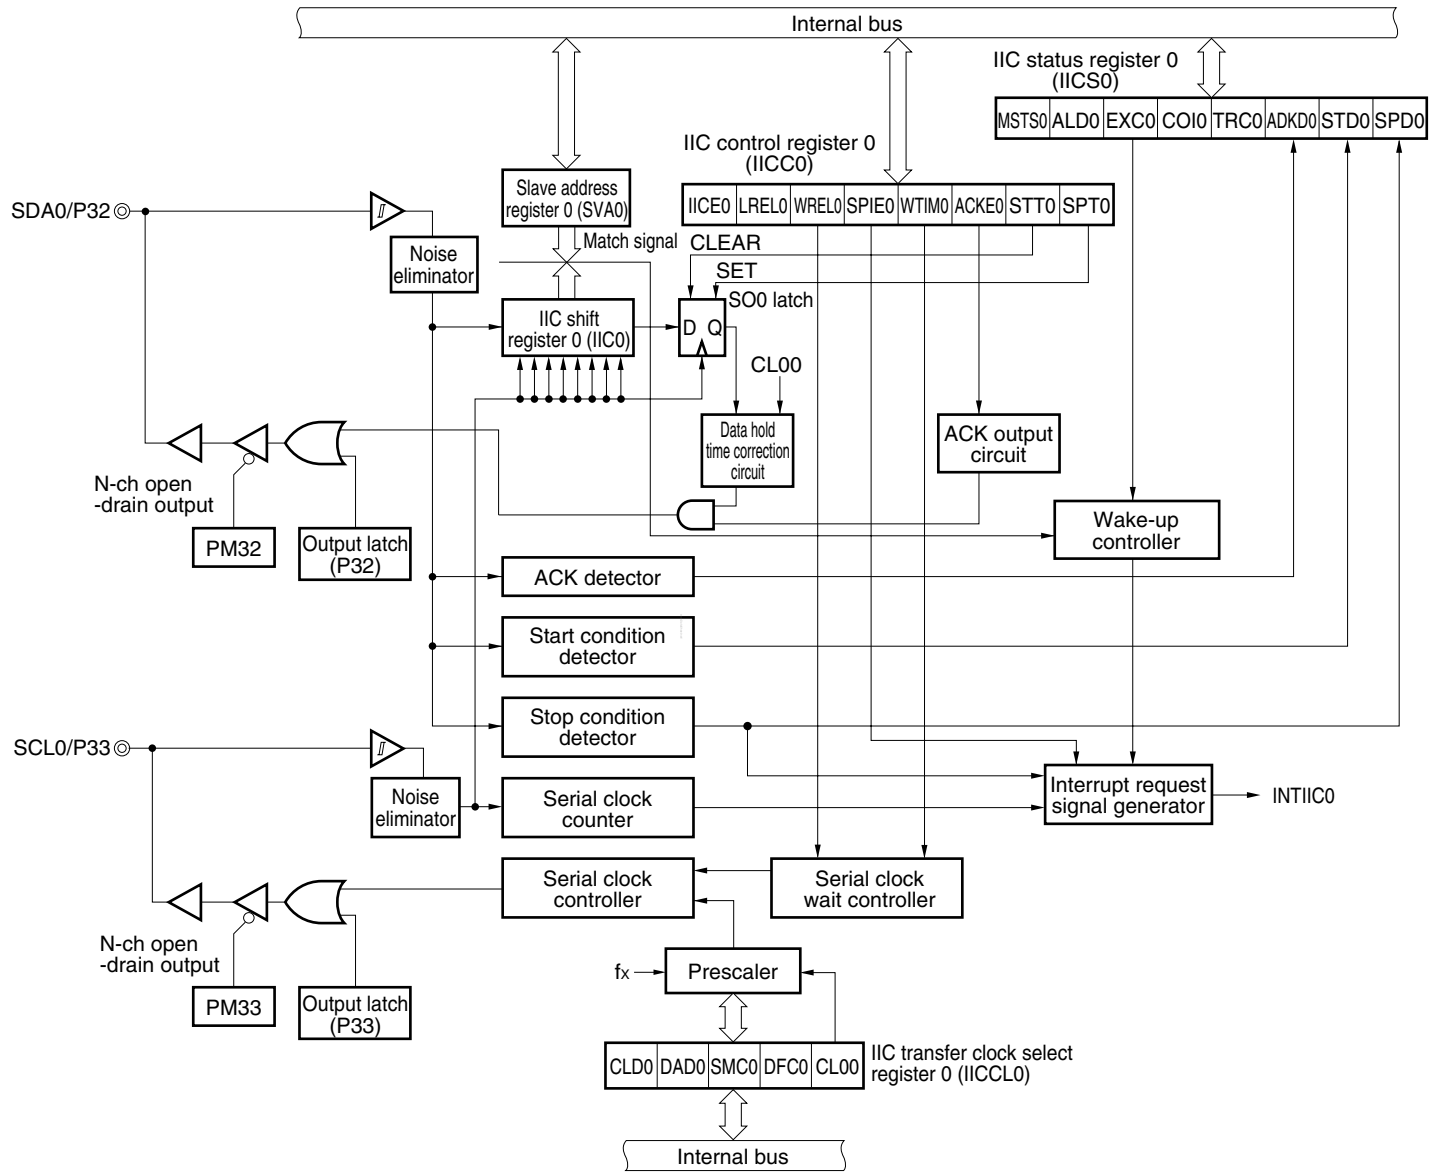 Internal bus
IIC status register 0
(IICS0)
MSTS0 ALD0 EXC0 COI0 TRC0 ADKD0 STD0 SPD0
IIC control register 0
(IICC0)
IICE0 LREL0 WREL0 SPIE0 WTIM0 ACKE0 STT0 SPT0
Slave address
register 0 (SVA0)
SDA0/P32
Match signal
CLEAR
Noise
eliminator
SET
SO0 latch
IIC shift
register 0 (IIC0)
D Q
CL00
Data hold
time correction
circuit
ACK output
circuit
N-ch open
-drain output
PM32
Output latch
(P32)
Wake-up
controller
ACK detector
Start condition
detector
Stop condition
detector
SCL0/P33
Noise
eliminator
Serial clock
counter
Interrupt request
signal generator
INTIIC0
Serial clock
controller
Serial clock
wait controller
N-ch open
-drain output
PM33
Output latch
(P33)
fx
Prescaler
CLD0 DAD0 SMC0 DFC0 CL00
IIC transfer clock select
register 0 (IICCL0)
Internal bus